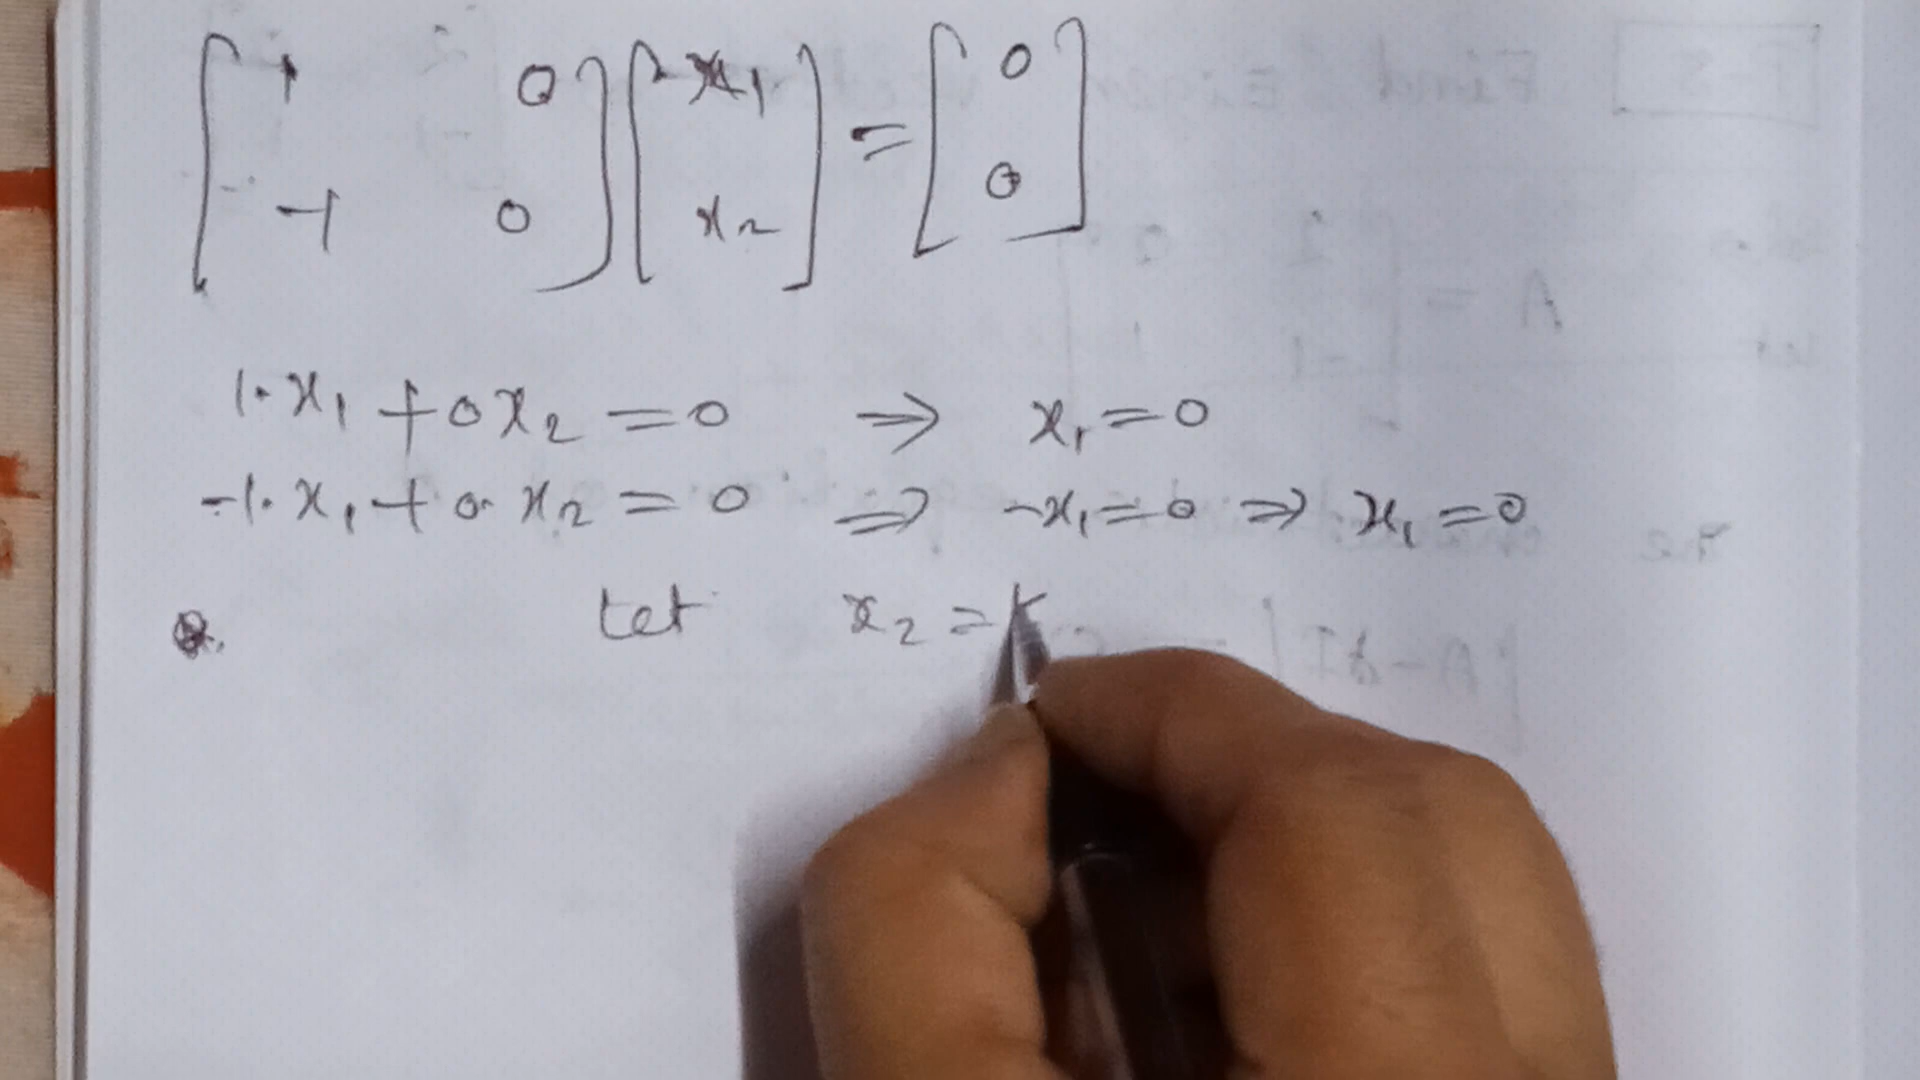 [1 0] [x₁] = [0]
[-1 0] [x₂] = [0]
1·x₁ + 0x₂ = 0 ⇒ x₁ = 0
-1·x₁ + 0·x₂ = 0 ⇒ -x₁ = 0 ⇒ x₁ = 0
Let x₂ = k